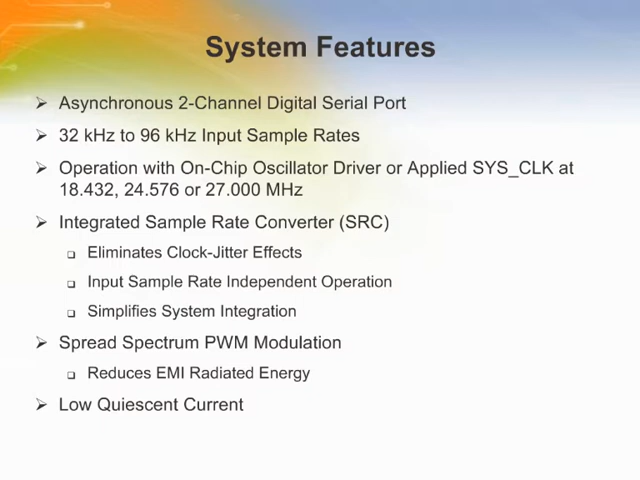 System Features
➢ Asynchronous 2-Channel Digital Serial Port
➢ 32 kHz to 96 kHz Input Sample Rates
➢ Operation with On-Chip Oscillator Driver or Applied SYS_CLK at
18.432, 24.576 or 27.000 MHz
➢ Integrated Sample Rate Converter (SRC)
❑ Eliminates Clock-Jitter Effects
❑ Input Sample Rate Independent Operation
❑ Simplifies System Integration
➢ Spread Spectrum PWM Modulation
❑ Reduces EMI Radiated Energy
➢ Low Quiescent Current